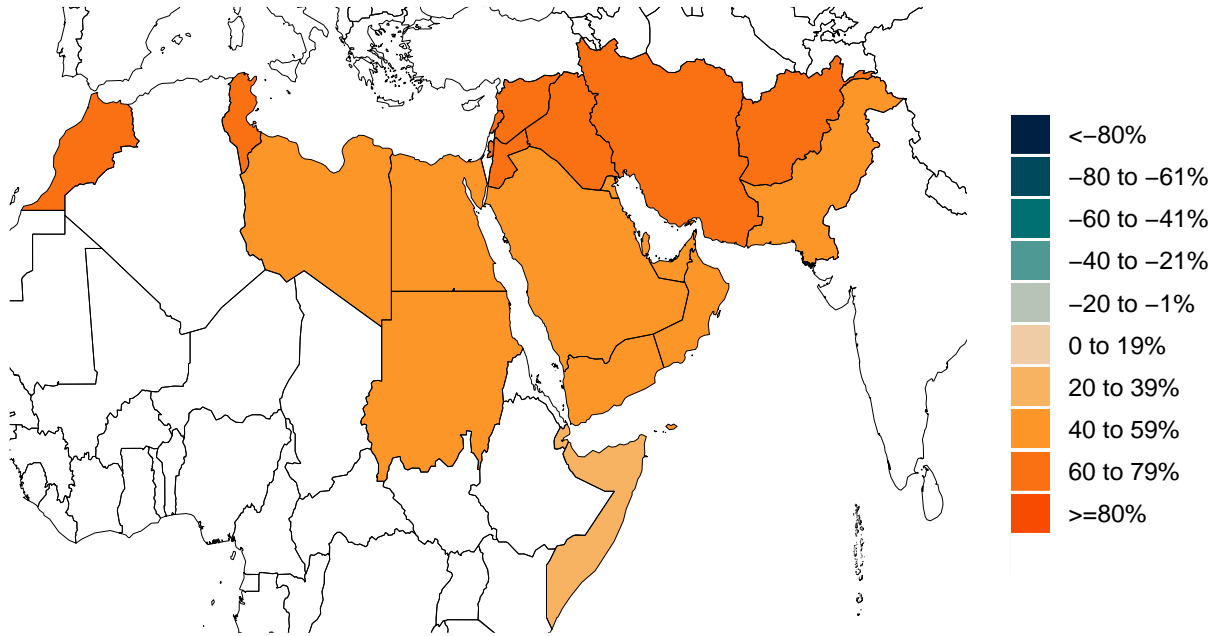 <−80%
−80 to −61%
−60 to −41%
−40 to −21%
−20 to −1%
0 to 19%
20 to 39%
40 to 59%
60 to 79%
>=80%